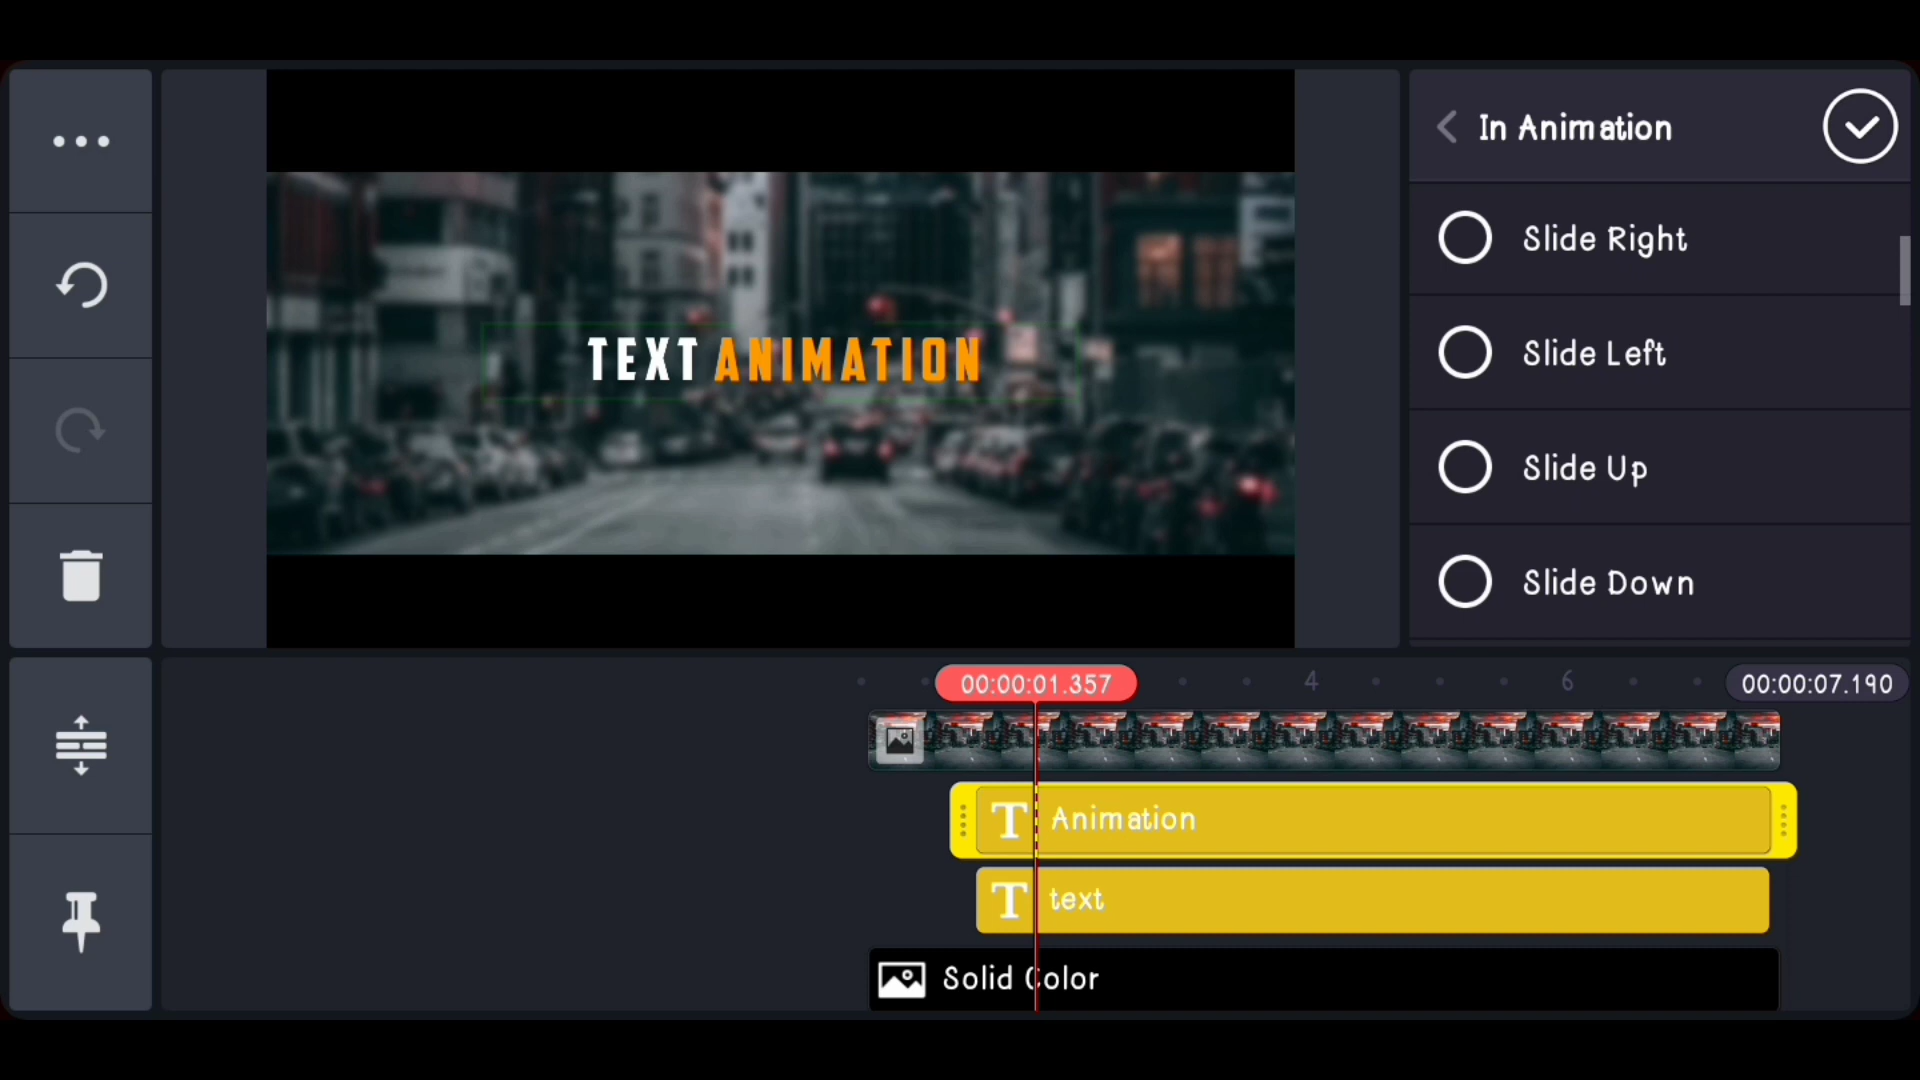 In Animation
Slide Right
Slide Left
Slide Up
Slide Down
TEXT ANIMATION
00:00:01.357
4
6
00:00:07.190
T Animation
T text
Solid Color